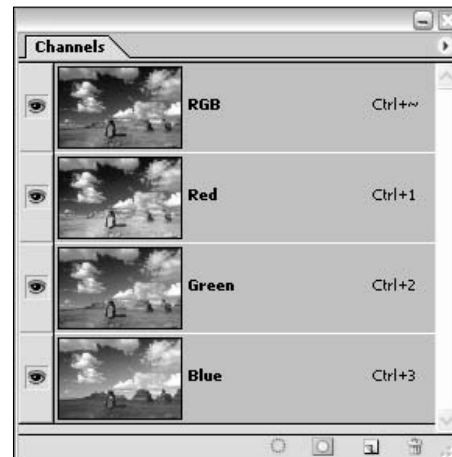 Channels
RGB Ctrl+~
Red Ctrl+1
Green Ctrl+2
Blue Ctrl+3